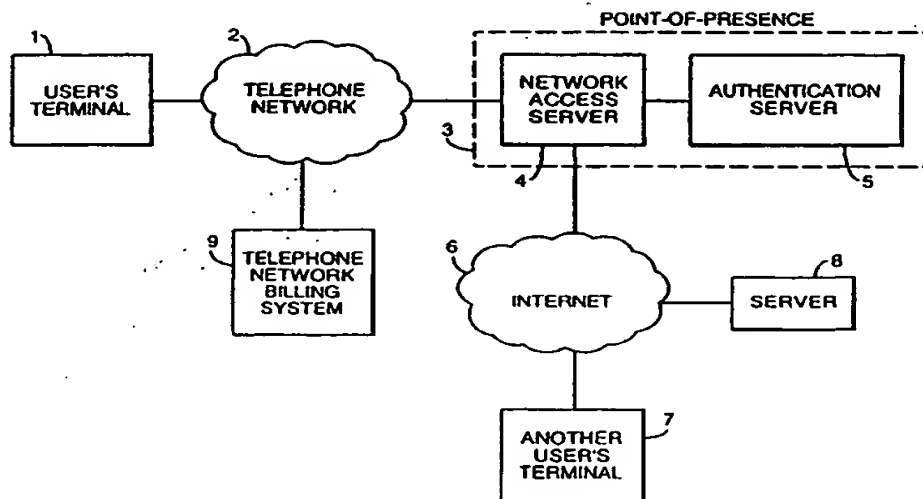 POINT-OF-PRESENCE
1
2
USER'S
TERMINAL
TELEPHONE
NETWORK
NETWORK
ACCESS
SERVER
AUTHENTICATION
SERVER
3
4
5
9
TELEPHONE
NETWORK
BILLING
SYSTEM
6
INTERNET
8
SERVER
7
ANOTHER
USER'S
TERMINAL